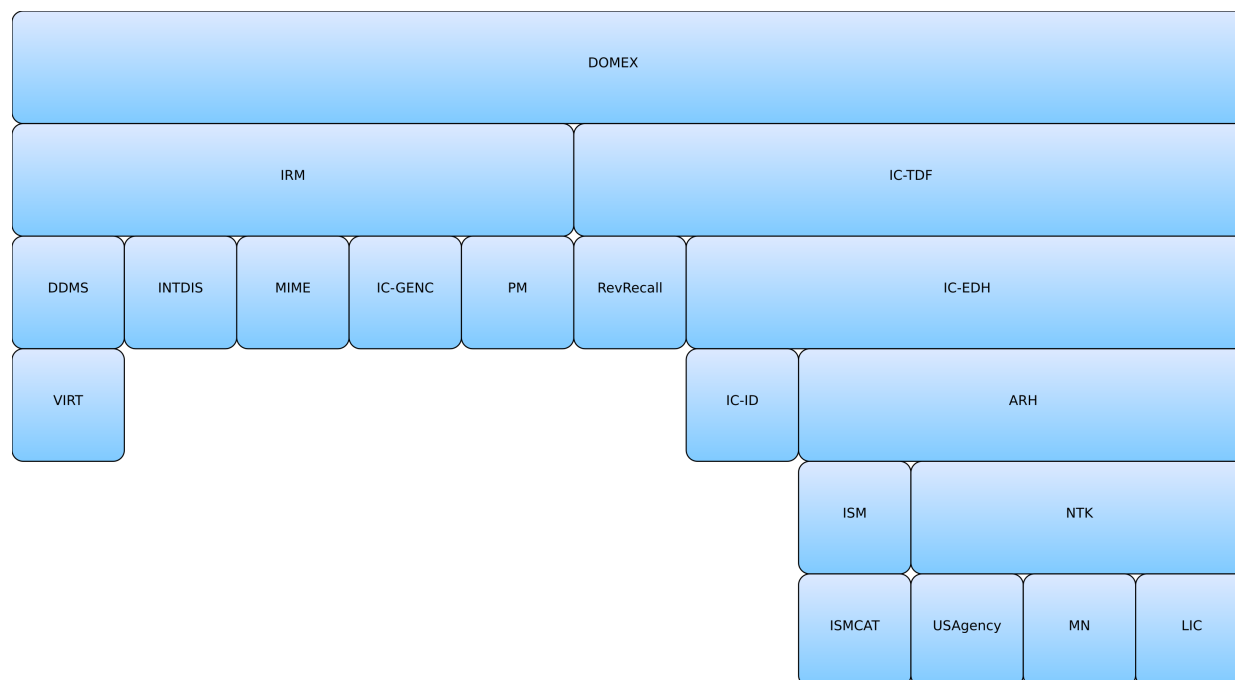 DOMEX
IRM
IC-TDF
DDMS
INTDIS
MIME
IC-GENC
PM
RevRecall
IC-EDH
VIRT
IC-ID
ARH
ISM
NTK
ISMCAT
USAgency
MN
LIC